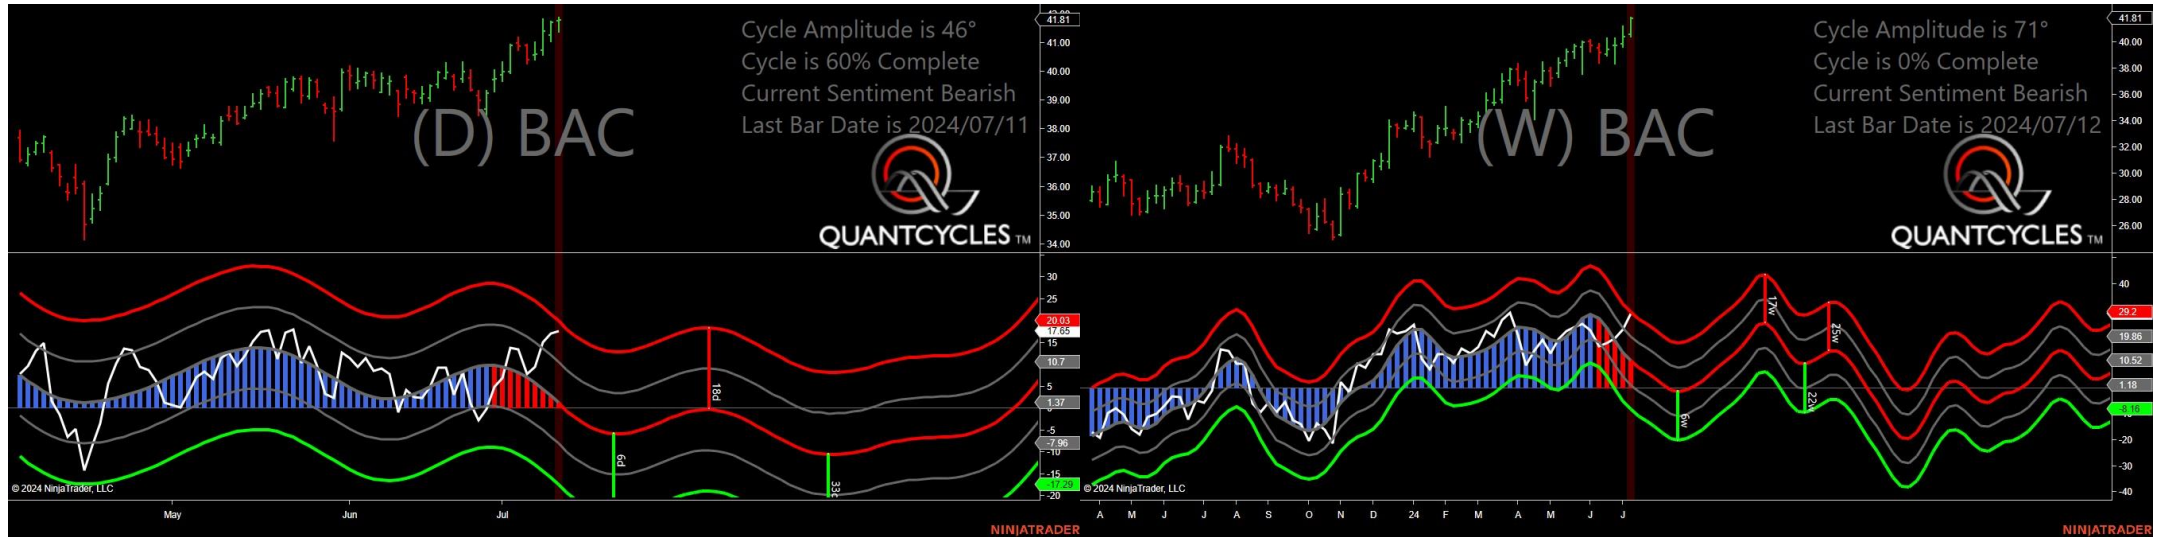 42.00
41.81
41.00
40.00
39.00
38.00
37.00
36.00
35.00
34.00
Cycle Amplitude is 46°
Cycle is 60% Complete
Current Sentiment Bearish
Last Bar Date is 2024/07/11
(D) BAC
QUANTCYCLES TM
30
25
20.03
17.65
15
10.7
5
1.37
-5
-7.96
-10
-15
-17.29
-20
18d
6d
© 2024 NinjaTrader, LLC
May Jun Jul
NINJATRADER
41.81
40.00
38.00
36.00
34.00
32.00
30.00
28.00
26.00
Cycle Amplitude is 71°
Cycle is 0% Complete
Current Sentiment Bearish
Last Bar Date is 2024/07/12
(W) BAC
QUANTCYCLES TM
40
29.2
19.86
10.52
1.18
-8.16
-20
-30
-40
17w
25w
22w
6w
© 2024 NinjaTrader, LLC
A M J J A S O N D 24 F M A M J J
NINJATRADER